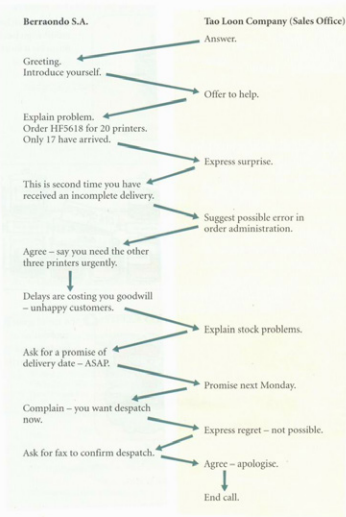 Berraondo S.A.
Tao Loon Company (Sales Office)
Answer.
Greeting.
Introduce yourself.
Offer to help.
Explain problem.
Order HF5618 for 20 printers.
Only 17 have arrived.
Express surprise.
This is second time you have
received an incomplete delivery.
Suggest possible error in
order administration.
Agree – say you need the other
three printers urgently.
Delays are costing you goodwill
– unhappy customers.
Explain stock problems.
Ask for a promise of
delivery date – ASAP.
Promise next Monday.
Complain – you want despatch
now.
Express regret – not possible.
Ask for fax to confirm despatch.
Agree – apologise.
End call.